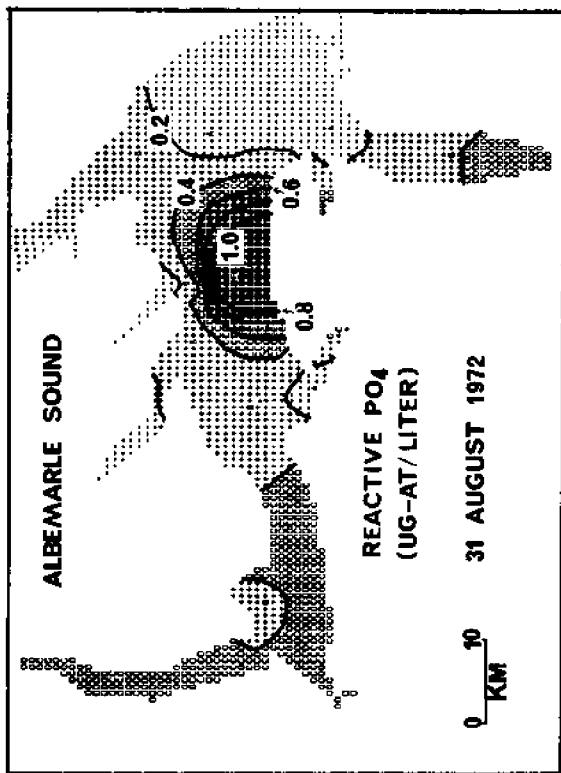 ALBEMARLE SOUND
0.2
0.4
0.6
1.0
0.8
REACTIVE PO4
(UG-AT/LITER)
31 AUGUST 1972
0 10
KM